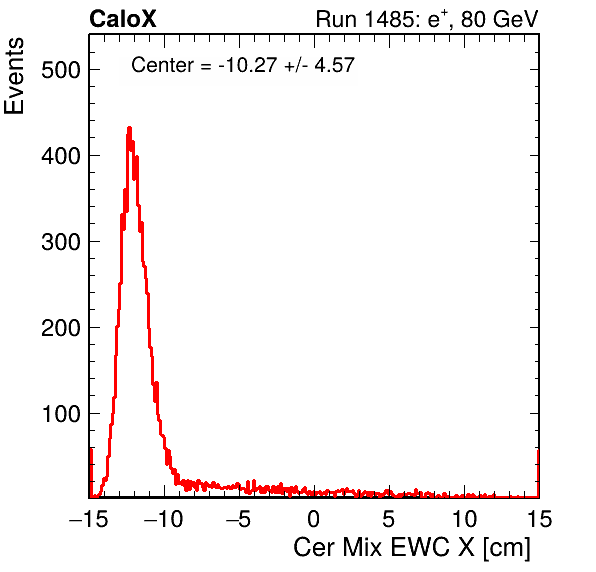 CaloX Run 1485: e⁺, 80 GeV
Center = -10.27 +/- 4.57
Events
500
400
300
200
100
−15 −10 −5 0 5 10 15
Cer Mix EWC X [cm]